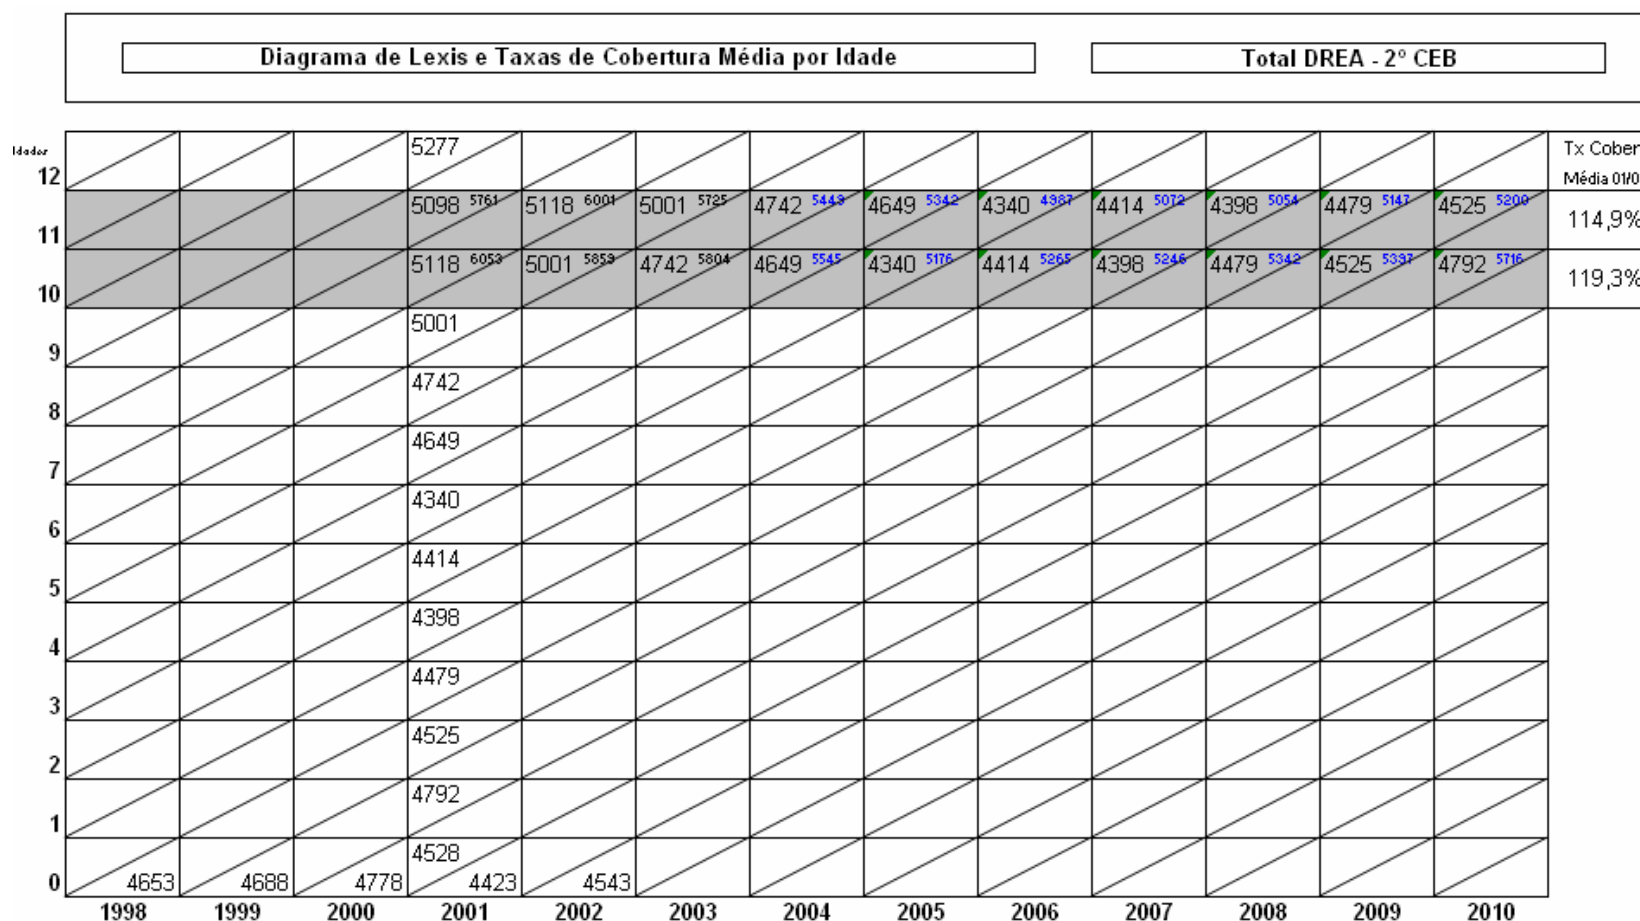 Diagrama de Lexis e Taxas de Cobertura Média por Idade
Total DREA - 2º CEB
Idades
Tx Cober
Média 01/0
12
5277
11
5098 5761 5118 6001 5001 5725 4742 5449 4649 5342 4340 4987 4414 5072 4398 5054 4479 5147 4525 5200
114,9%
10
5118 6053 5001 5859 4742 5804 4649 5545 4340 5176 4414 5265 4398 5246 4479 5342 4525 5397 4792 5716
119,3%
9
5001
8
4742
7
4649
6
4340
5
4414
4
4398
3
4479
2
4525
1
4792
4528
0
4653 4688 4778 4423 4543
1998 1999 2000 2001 2002 2003 2004 2005 2006 2007 2008 2009 2010